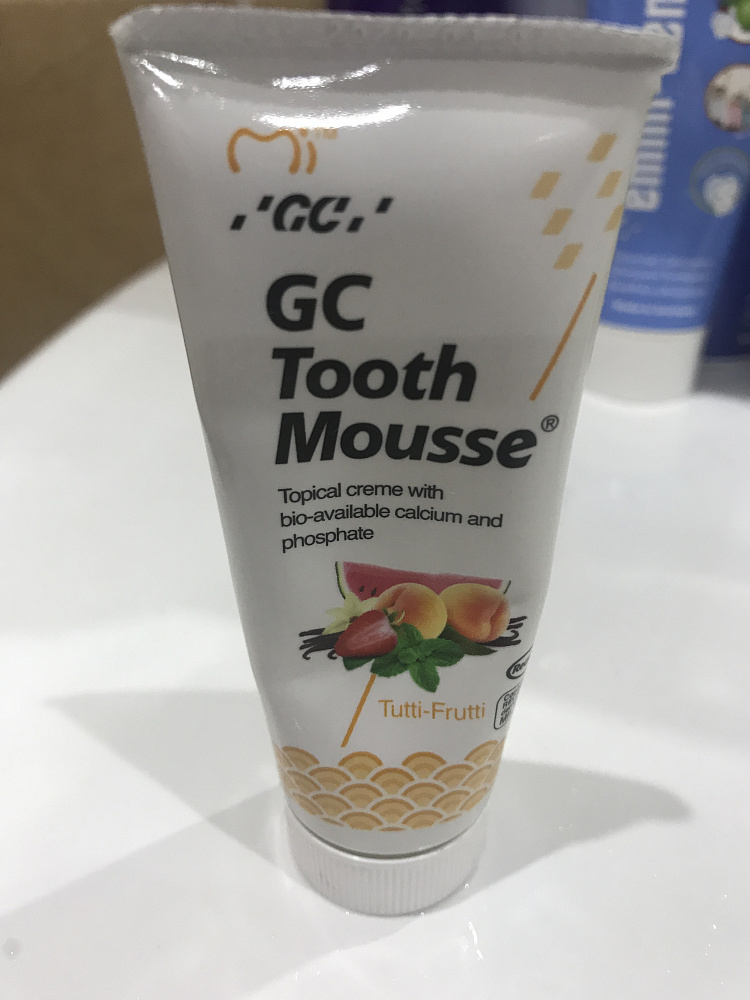 GC
GC
Tooth
Mousse®
Topical creme with
bio-available calcium and
phosphate
Tutti-Frutti